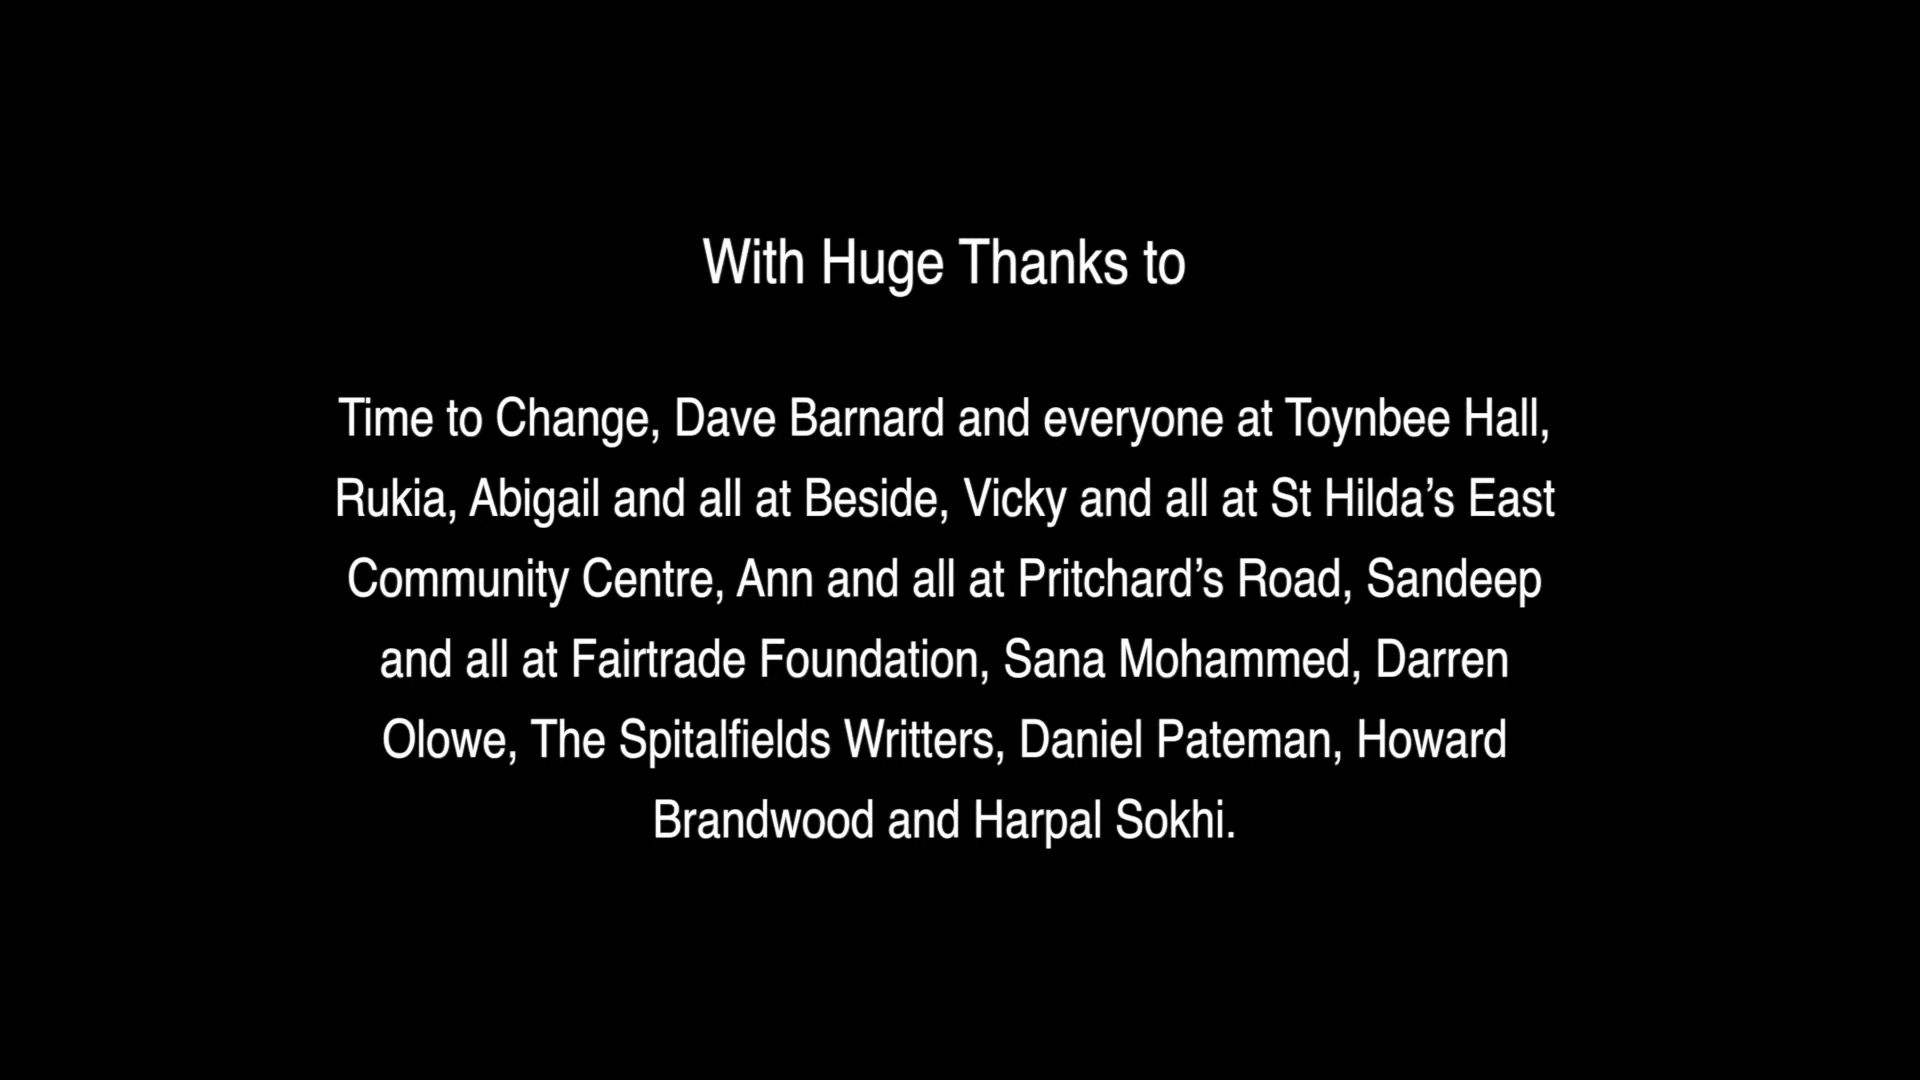 With Huge Thanks to
Time to Change, Dave Barnard and everyone at Toynbee Hall,
Rukia, Abigail and all at Beside, Vicky and all at St Hilda’s East
Community Centre, Ann and all at Pritchard’s Road, Sandeep
and all at Fairtrade Foundation, Sana Mohammed, Darren
Olowe, The Spitalfields Writters, Daniel Pateman, Howard
Brandwood and Harpal Sokhi.